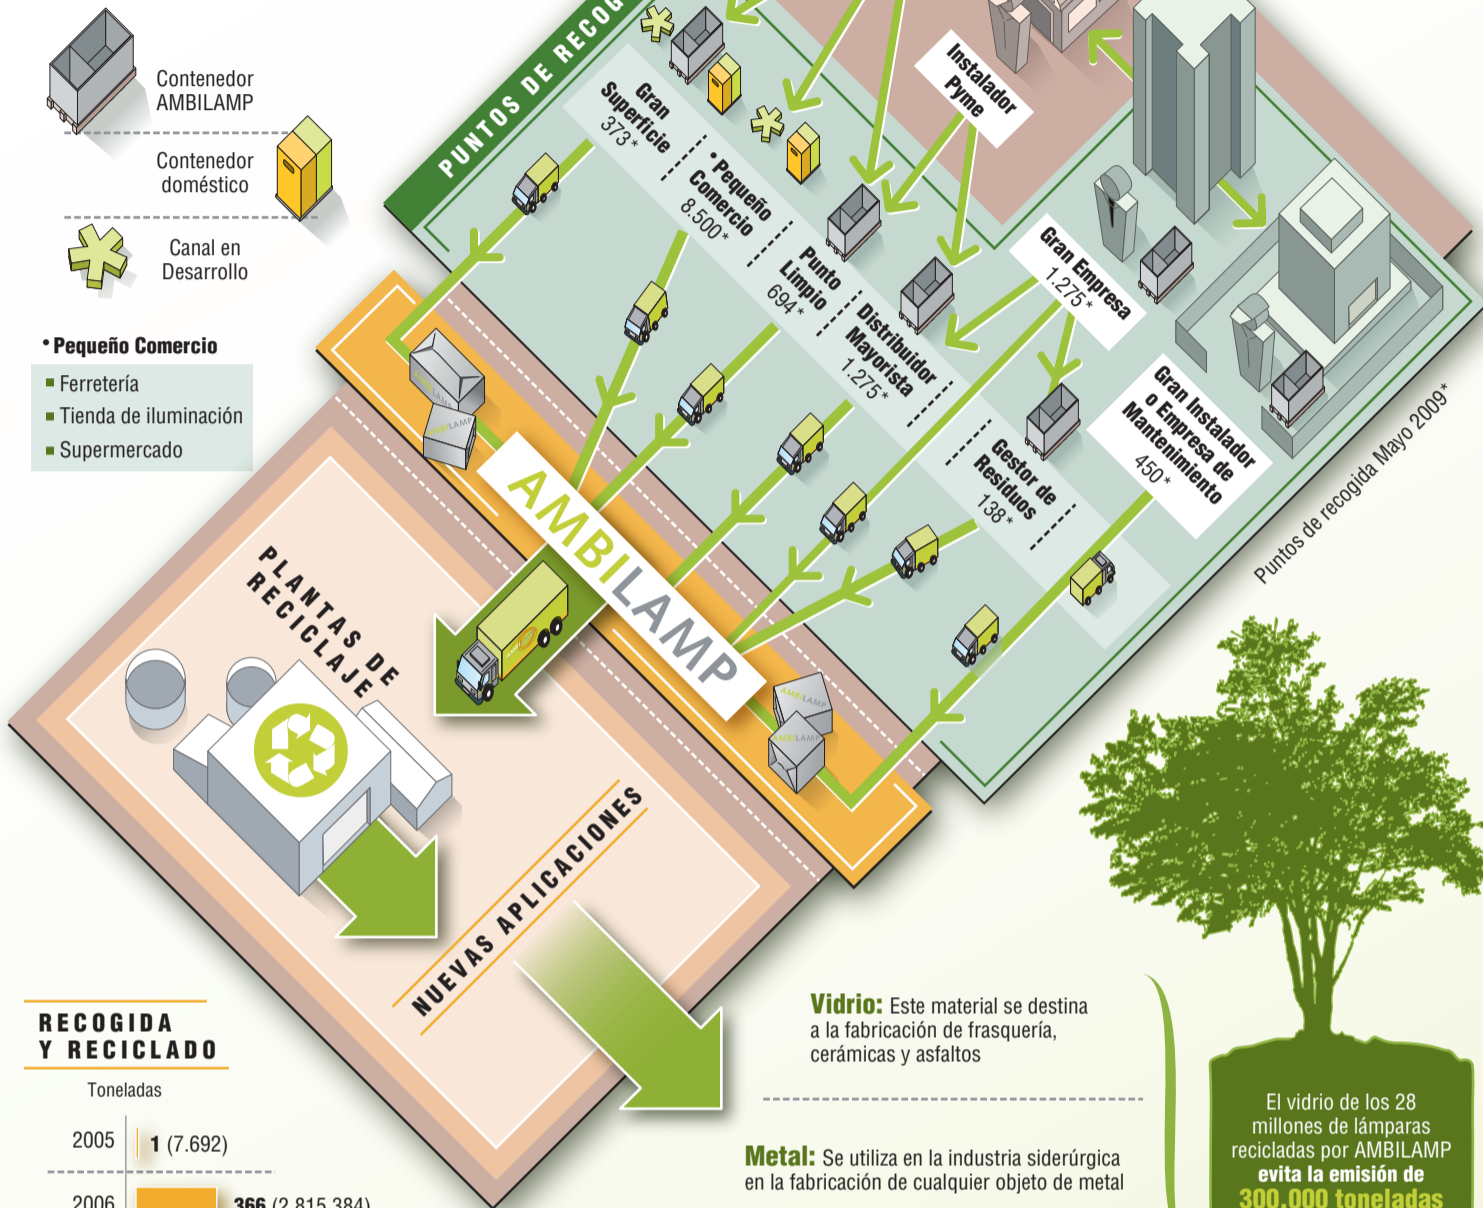 Contenedor
AMBILAMP
Contenedor
doméstico
Canal en
Desarrollo
• Pequeño Comercio
Ferretería
Tienda de iluminación
Supermercado
PUNTOS DE RECOG
Gran
Superficie
373*
• Pequeño
Comercio
8.500*
Punto
Limpio
694*
Distribuidor
Mayorista
1.275*
Gestor de
Residuos
138*
Instalador
Pyme
Gran Empresa
1.275*
Gran Instalador
o Empresa de
Mantenimiento
450*
Puntos de recogida Mayo 2009*
AMBILAMP
AMBILAMP
AMBILAMP
AMBILAMP
AMBILAMP
PLANTAS DE
RECICLAJE
NUEVAS APLICACIONES
RECOGIDA
Y RECICLADO
Toneladas
2005 1 (7.692)
2006 366 (2.815.384)
Vidrio: Este material se destina
a la fabricación de frasquería,
cerámicas y asfaltos
Metal: Se utiliza en la industria siderúrgica
en la fabricación de cualquier objeto de metal
El vidrio de los 28
millones de lámparas
recicladas por AMBILAMP
evita la emisión de
300.000 toneladas